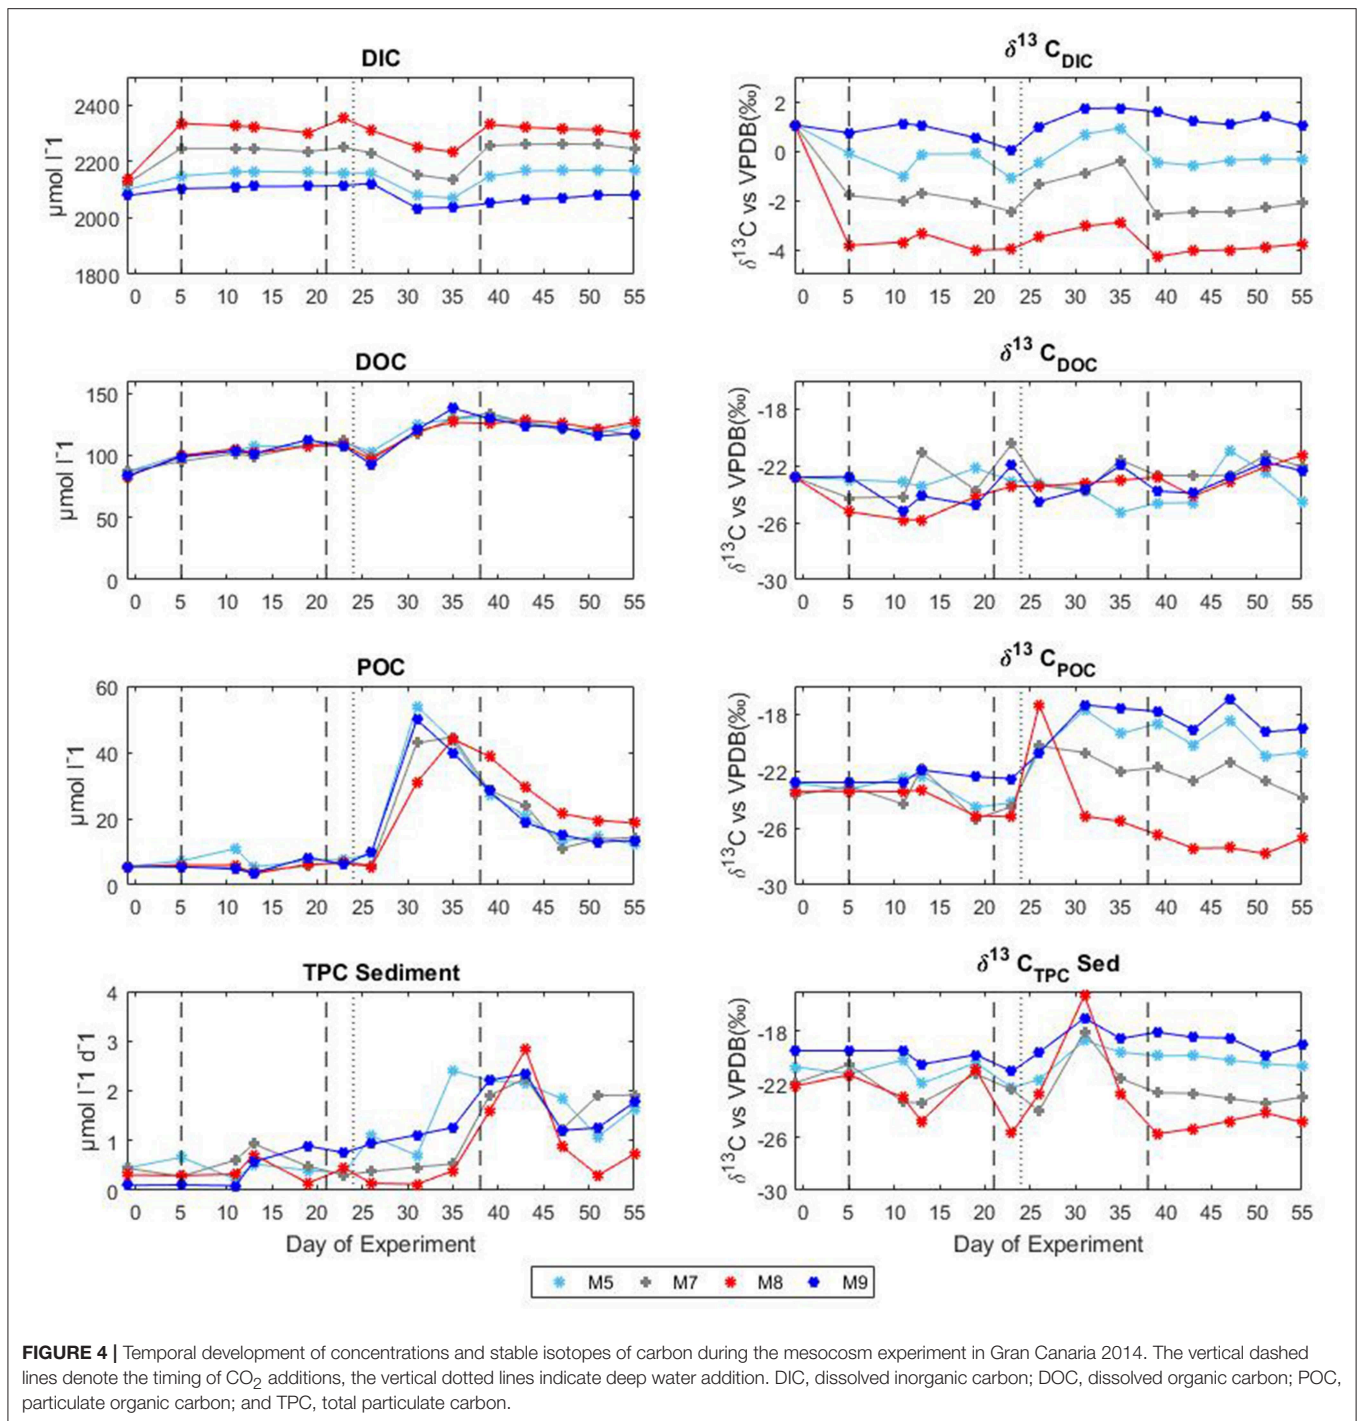 DIC
2400
2200
2000
1800
µmol l⁻1
0 5 10 15 20 25 30 35 40 45 50 55
δ¹³ C_DIC
2
0
-2
-4
δ¹³C vs VPDB(‰)
0 5 10 15 20 25 30 35 40 45 50 55
DOC
150
100
50
0
µmol l⁻1
0 5 10 15 20 25 30 35 40 45 50 55
δ¹³ C_DOC
-18
-22
-26
-30
δ¹³C vs VPDB(‰)
0 5 10 15 20 25 30 35 40 45 50 55
POC
60
40
20
0
µmol l⁻1
0 5 10 15 20 25 30 35 40 45 50 55
δ¹³ C_POC
-18
-22
-26
-30
δ¹³C vs VPDB(‰)
0 5 10 15 20 25 30 35 40 45 50 55
TPC Sediment
4
3
2
1
0
µmol l⁻1 d⁻1
0 5 10 15 20 25 30 35 40 45 50 55
Day of Experiment
δ¹³ C_TPC Sed
-18
-22
-26
-30
δ¹³C vs VPDB(‰)
0 5 10 15 20 25 30 35 40 45 50 55
Day of Experiment
M5 M7 M8 M9
FIGURE 4 | Temporal development of concentrations and stable isotopes of carbon during the mesocosm experiment in Gran Canaria 2014. The vertical dashed
lines denote the timing of CO₂ additions, the vertical dotted lines indicate deep water addition. DIC, dissolved inorganic carbon; DOC, dissolved organic carbon; POC,
particulate organic carbon; and TPC, total particulate carbon.